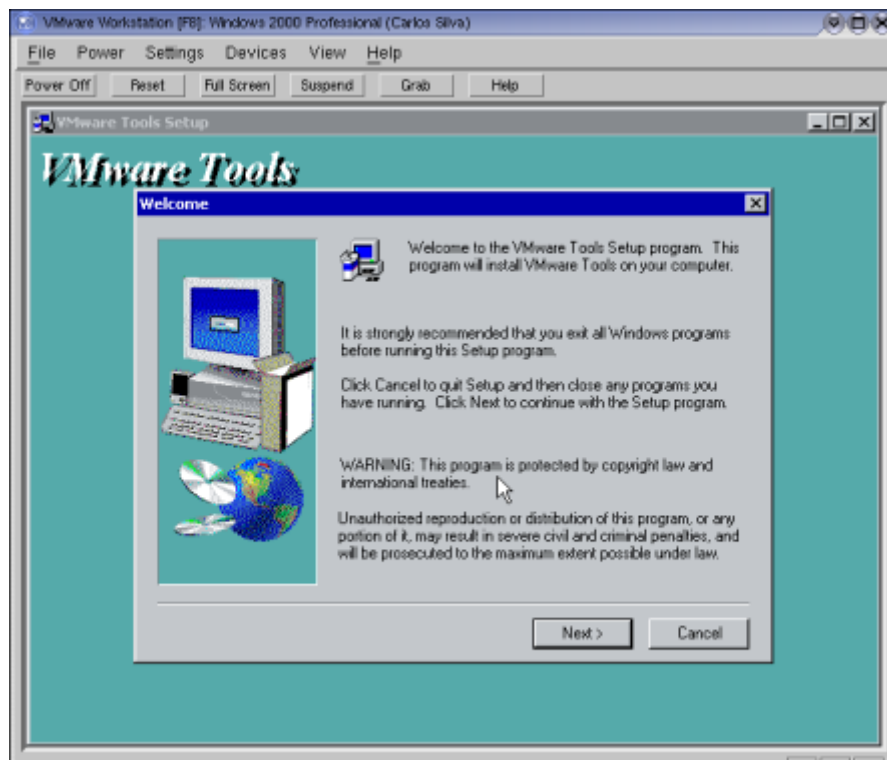 VMware Workstation [F8]: Windows 2000 Professional (Carlos Silva)
File Power Settings Devices View Help
Power Off Reset Full Screen Suspend Grab Help
VMware Tools Setup
VMware Tools
Welcome
Welcome to the VMware Tools Setup program. This
program will install VMware Tools on your computer.
It is strongly recommended that you exit all Windows programs
before running this Setup program.
Click Cancel to quit Setup and then close any programs you
have running. Click Next to continue with the Setup program.
WARNING: This program is protected by copyright law and
international treaties.
Unauthorized reproduction or distribution of this program, or any
portion of it, may result in severe civil and criminal penalties, and
will be prosecuted to the maximum extent possible under law.
Next > Cancel